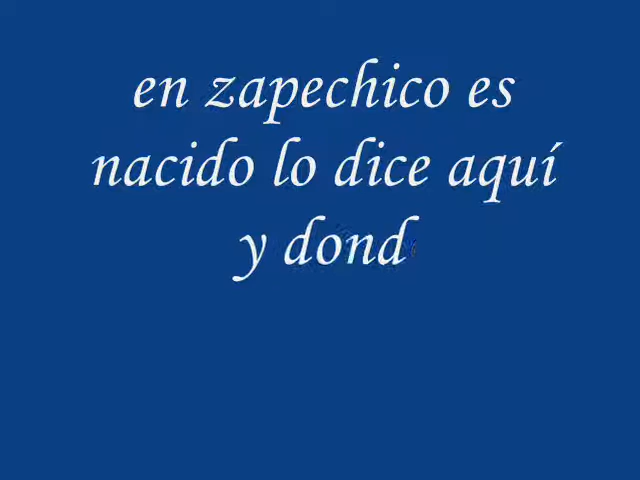 en zapechico es
nacido lo dice aquí
y dond